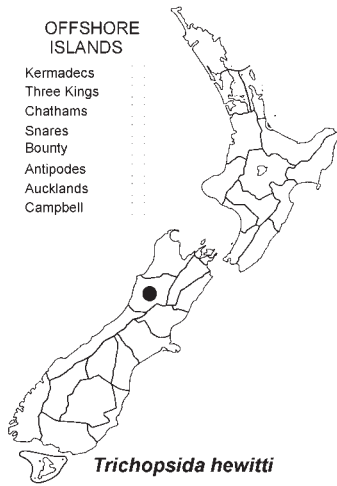 OFFSHORE
ISLANDS
Kermadecs
Three Kings
Chathams
Snares
Bounty
Antipodes
Aucklands
Campbell
Trichopsida hewitti